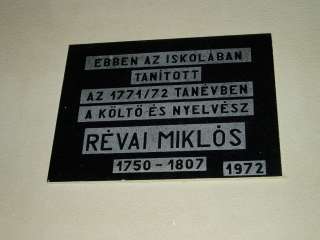 EBBEN AZ ISKOLÁBAN
TANÍTOTT
AZ 1771/72 TANÉVBEN
A KÖLTŐ ÉS NYELVÉSZ
RÉVAI MIKLÓS
1750-1807
1972